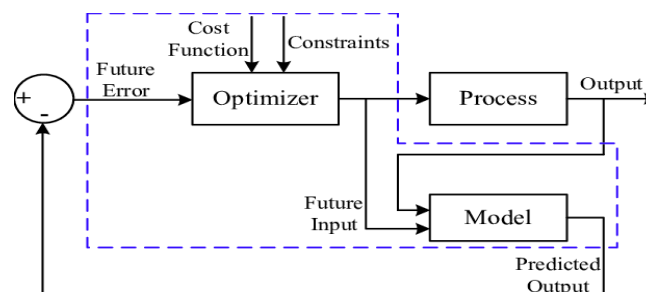 Cost
Function
Constraints
Future
Error
+
-
Optimizer
Process
Output
Future
Input
Model
Predicted
Output